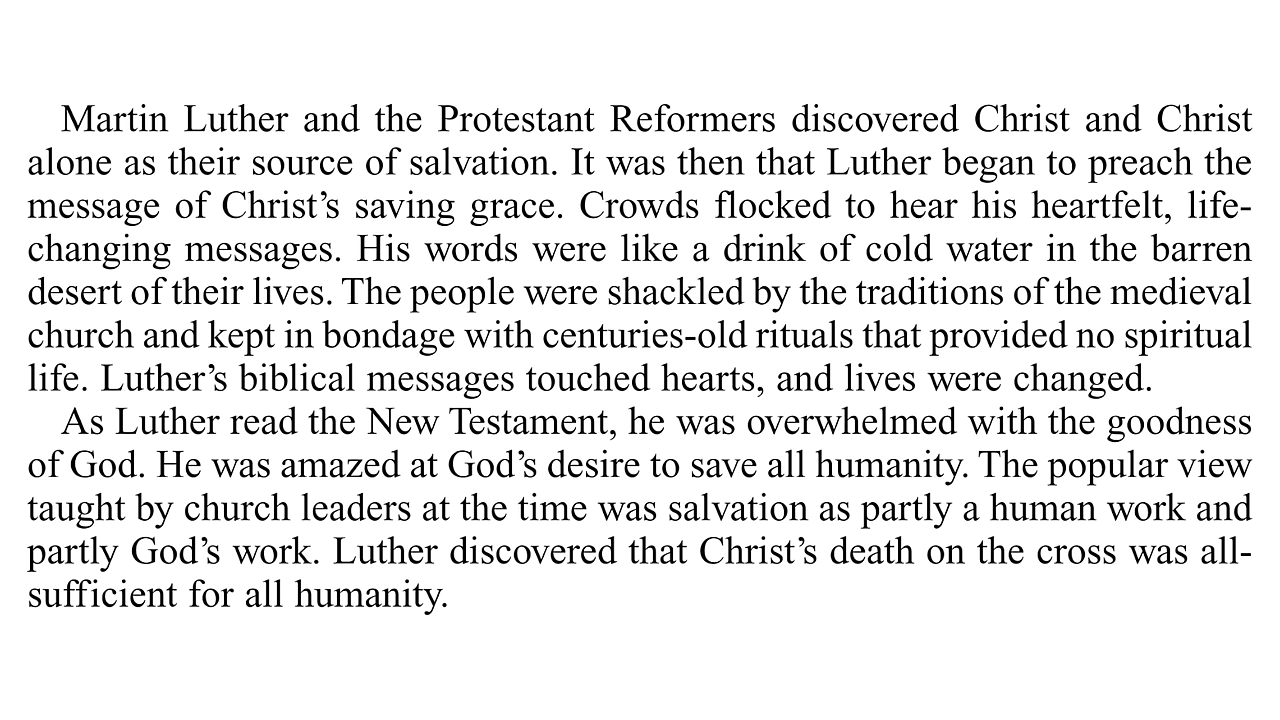 Martin Luther and the Protestant Reformers discovered Christ and Christ
alone as their source of salvation. It was then that Luther began to preach the
message of Christ’s saving grace. Crowds flocked to hear his heartfelt, life-
changing messages. His words were like a drink of cold water in the barren
desert of their lives. The people were shackled by the traditions of the medieval
church and kept in bondage with centuries-old rituals that provided no spiritual
life. Luther’s biblical messages touched hearts, and lives were changed.
As Luther read the New Testament, he was overwhelmed with the goodness
of God. He was amazed at God’s desire to save all humanity. The popular view
taught by church leaders at the time was salvation as partly a human work and
partly God’s work. Luther discovered that Christ’s death on the cross was all-
sufficient for all humanity.